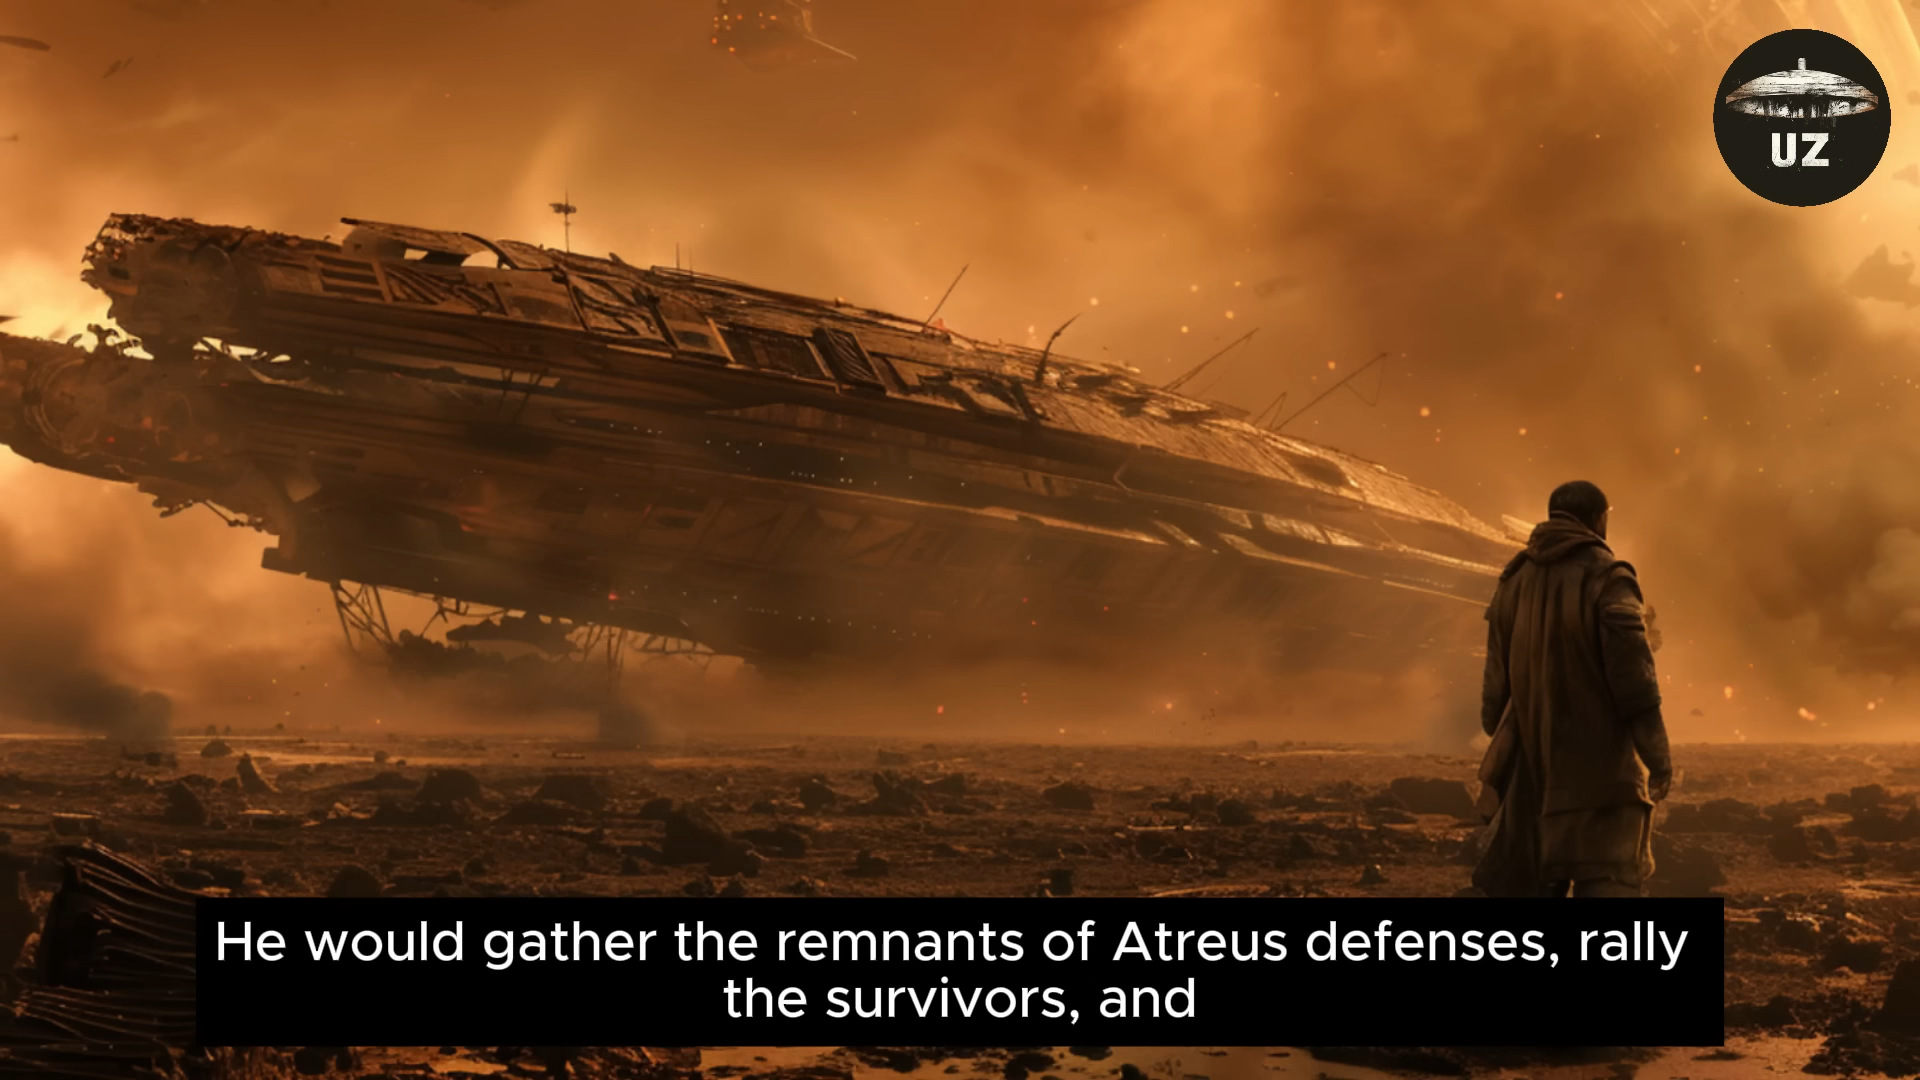 UZ
He would gather the remnants of Atreus defenses, rally
the survivors, and